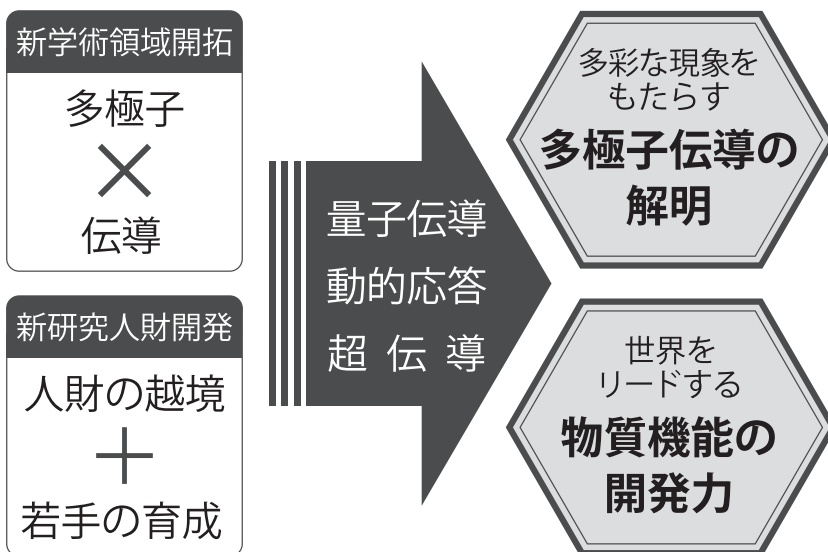 新学術領域開拓
多極子
×
伝導
新研究人財開発
人財の越境
＋
若手の育成
量子伝導
動的応答
超伝導
多彩な現象を
もたらす
多極子伝導の
解明
世界を
リードする
物質機能の
開発力